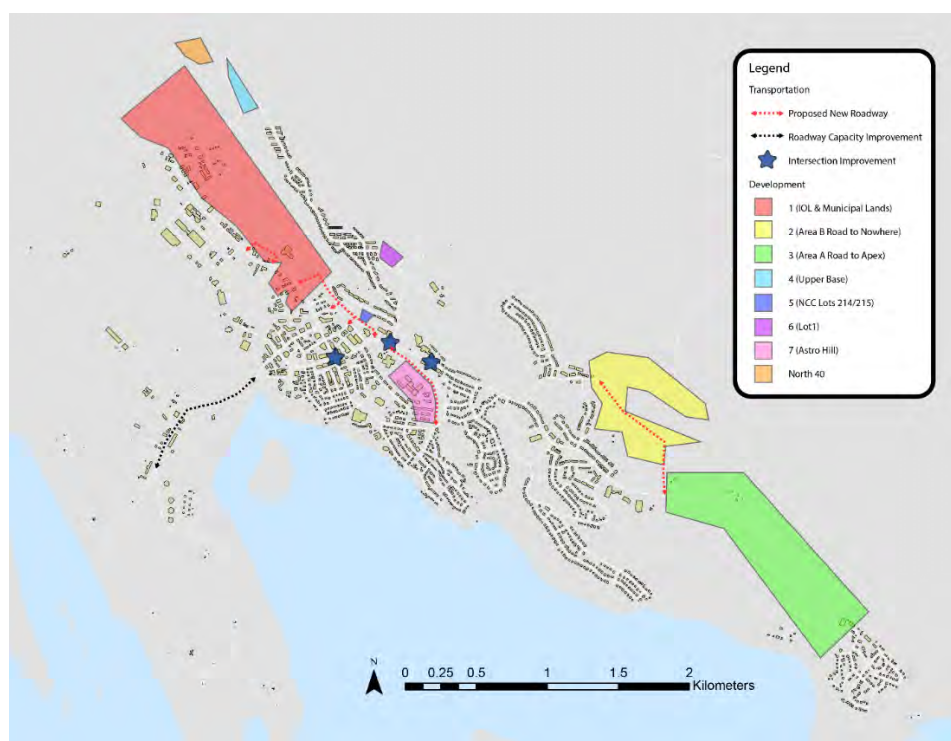 Legend
Transportation
Proposed New Roadway
Roadway Capacity Improvement
Intersection Improvement
Development
1 (IOL & Municipal Lands)
2 (Area B Road to Nowhere)
3 (Area A Road to Apex)
4 (Upper Base)
5 (NCC Lots 214/215)
6 (Lot1)
7 (Astro Hill)
North 40
N
0 0.25 0.5 1 1.5 2
Kilometers